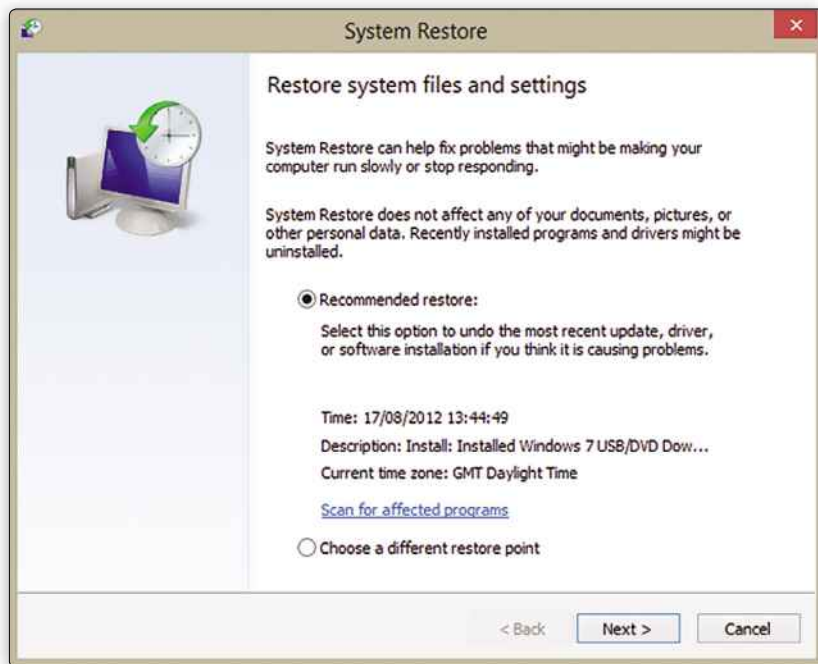 System Restore
Restore system files and settings
System Restore can help fix problems that might be making your
computer run slowly or stop responding.
System Restore does not affect any of your documents, pictures, or
other personal data. Recently installed programs and drivers might be
uninstalled.
Recommended restore:
Select this option to undo the most recent update, driver,
or software installation if you think it is causing problems.
Time: 17/08/2012 13:44:49
Description: Install: Installed Windows 7 USB/DVD Dow...
Current time zone: GMT Daylight Time
Scan for affected programs
Choose a different restore point
< Back Next > Cancel